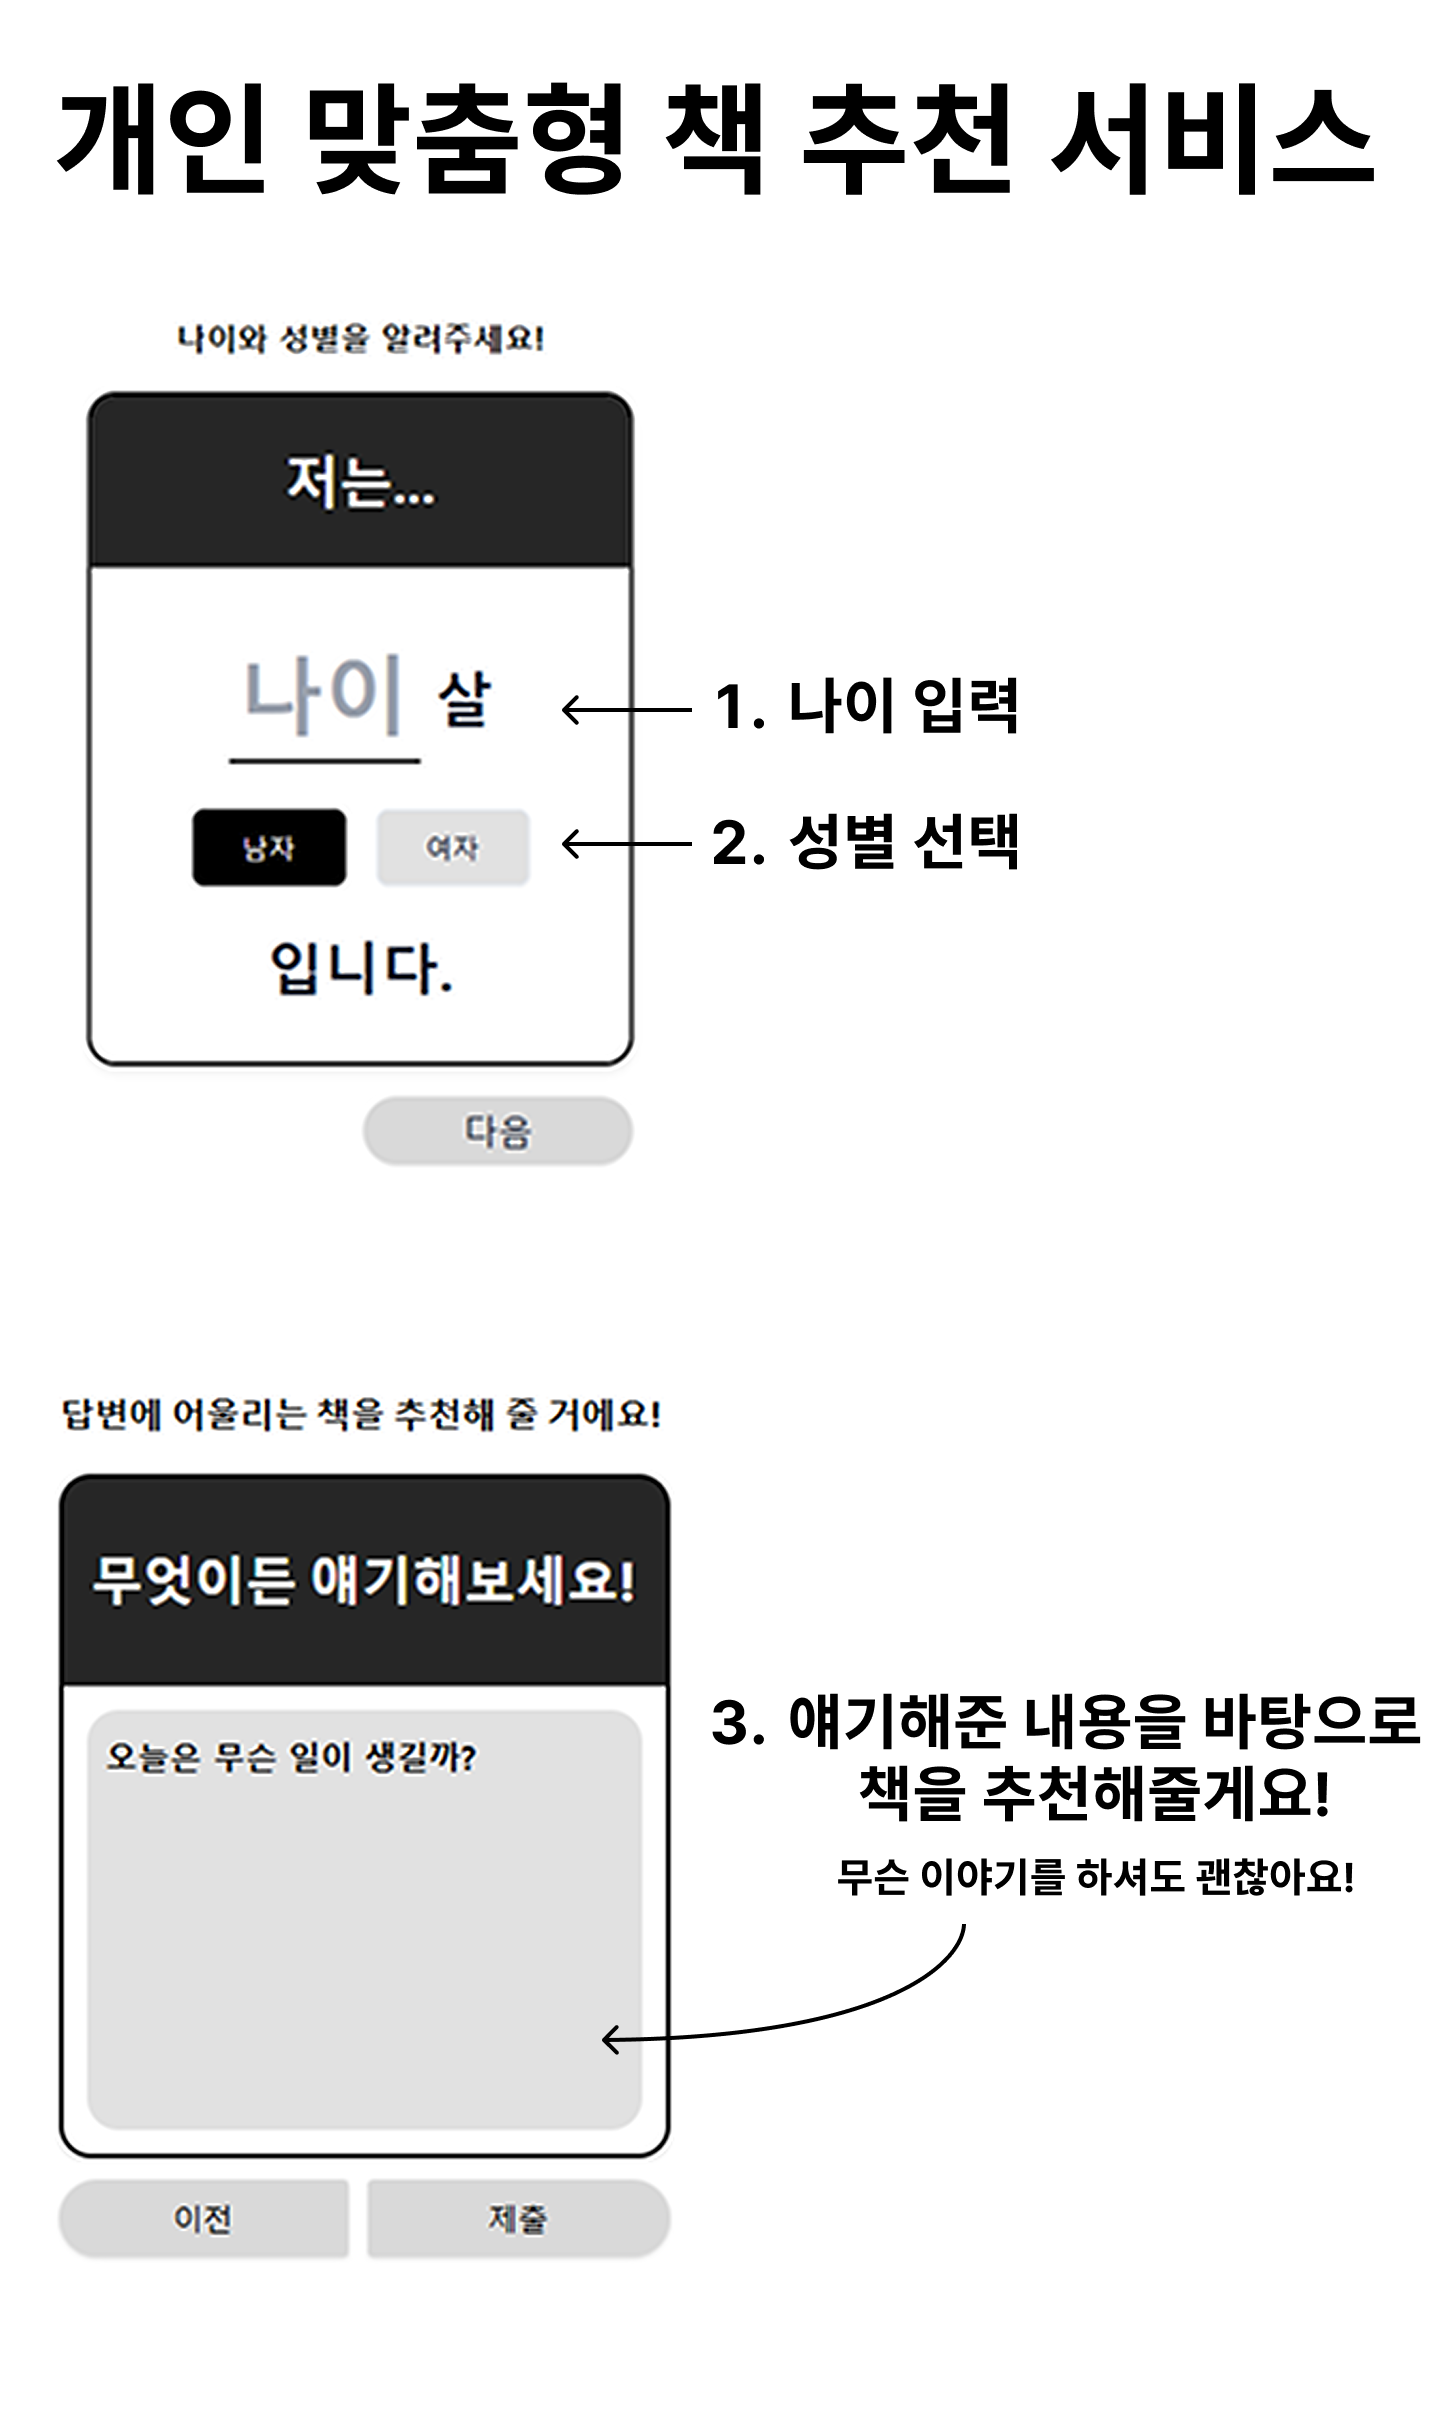 개인 맞춤형 책 추천 서비스
나이와 성별을 알려주세요!
저는...
나이 살
1. 나이 입력
남자 여자
2. 성별 선택
입니다.
다음
답변에 어울리는 책을 추천해 줄 거에요!
무엇이든 얘기해보세요!
오늘은 무슨 일이 생길까?
3. 얘기해준 내용을 바탕으로
책을 추천해줄게요!
무슨 이야기를 하셔도 괜찮아요!
이전 제출